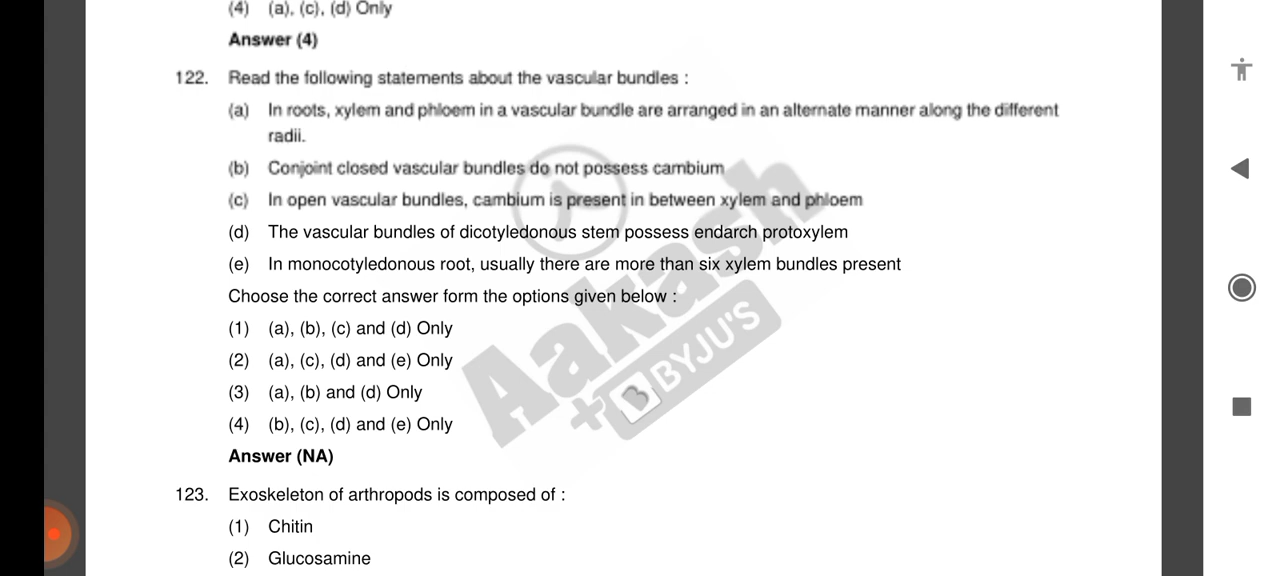 (4) (a), (c), (d) Only
Answer (4)
122. Read the following statements about the vascular bundles :
(a) In roots, xylem and phloem in a vascular bundle are arranged in an alternate manner along the different
radii.
(b) Conjoint closed vascular bundles do not possess cambium
(c) In open vascular bundles, cambium is present in between xylem and phloem
(d) The vascular bundles of dicotyledonous stem possess endarch protoxylem
(e) In monocotyledonous root, usually there are more than six xylem bundles present
Choose the correct answer form the options given below :
(1) (a), (b), (c) and (d) Only
(2) (a), (c), (d) and (e) Only
(3) (a), (b) and (d) Only
(4) (b), (c), (d) and (e) Only
Answer (NA)
123. Exoskeleton of arthropods is composed of :
(1) Chitin
(2) Glucosamine
Aakash
+ B BYJU'S